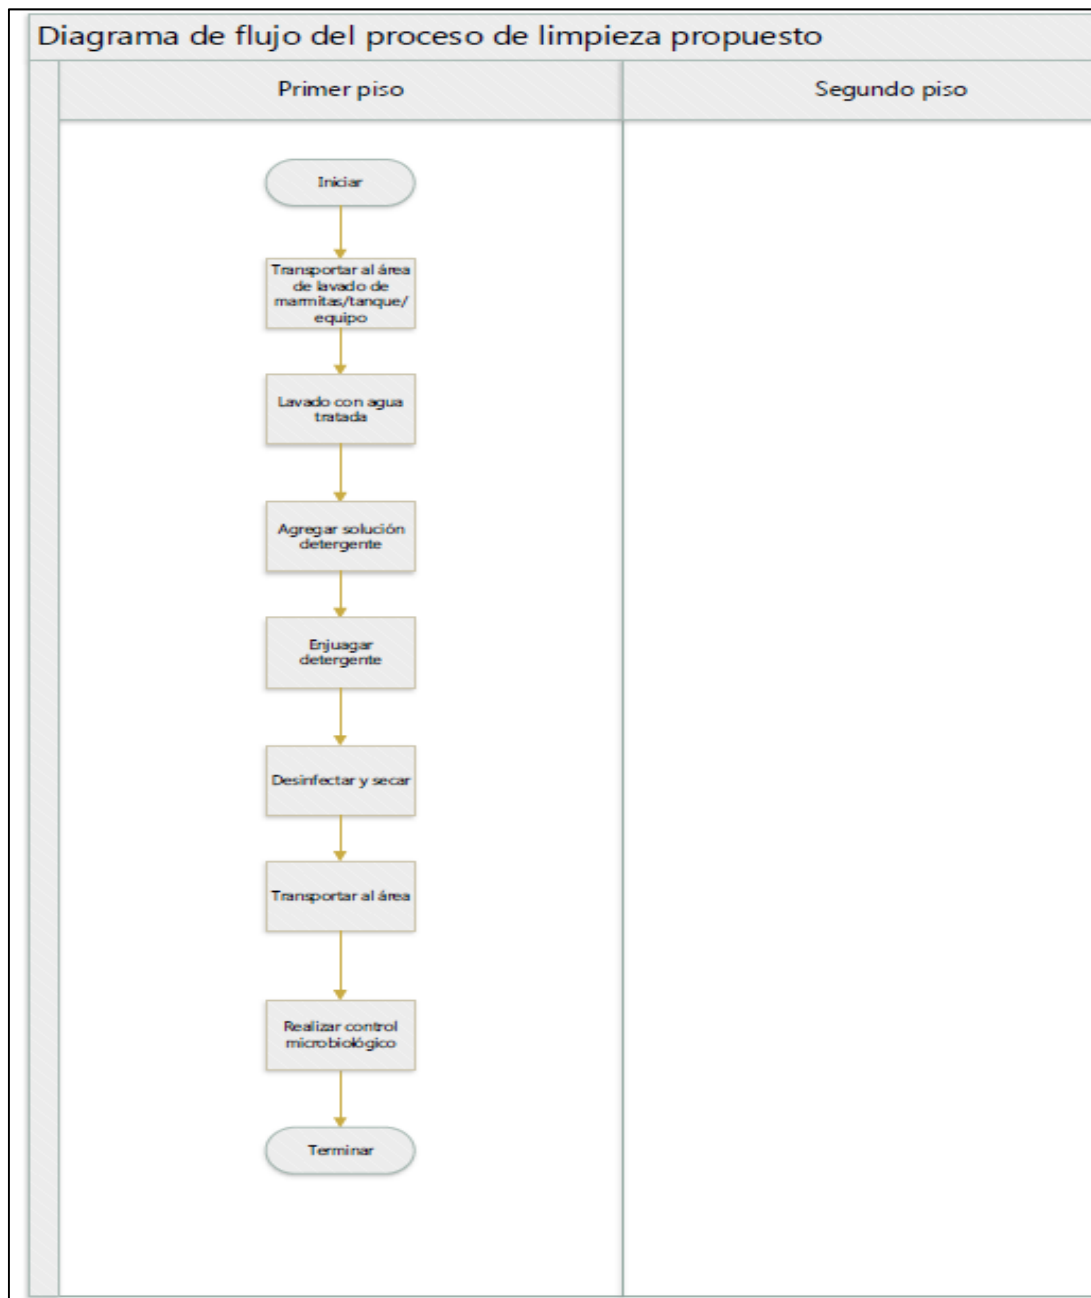 Diagrama de flujo del proceso de limpieza propuesto
Primer piso
Segundo piso
Iniciar
Transportar al área
de lavado de
marmitas/tanque/
equipo
Lavado con agua
tratada
Agregar solución
detergente
Enjuagar
detergente
Desinfectar y secar
Transportar al área
Realizar control
microbiológico
Terminar